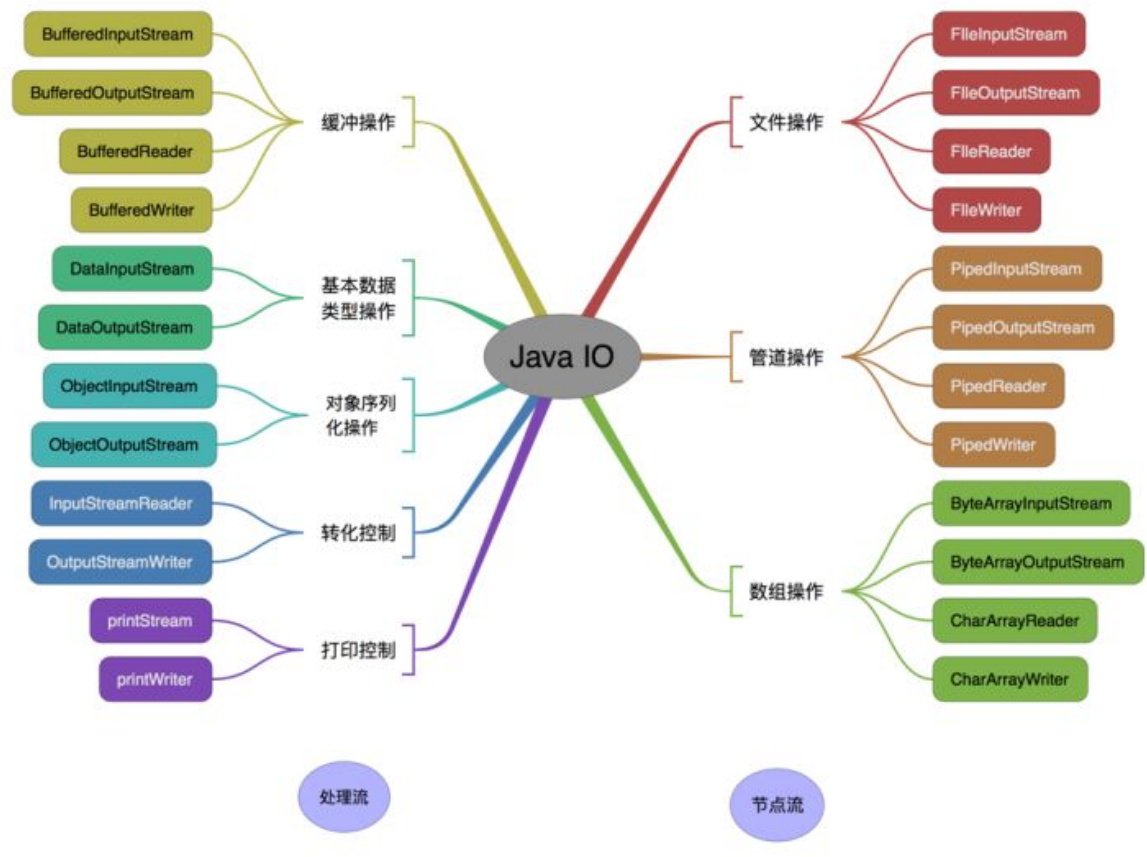 BufferedInputStream
BufferedOutputStream
BufferedReader
BufferedWriter
缓冲操作
DataInputStream
DataOutputStream
基本数据
类型操作
ObjectInputStream
ObjectOutputStream
对象序列
化操作
InputStreamReader
OutputStreamWriter
转化控制
printStream
printWriter
打印控制
Java IO
文件操作
FIleInputStream
FIleOutputStream
FIleReader
FIleWriter
管道操作
PipedInputStream
PipedOutputStream
PipedReader
PipedWriter
数组操作
ByteArrayInputStream
ByteArrayOutputStream
CharArrayReader
CharArrayWriter
处理流
节点流